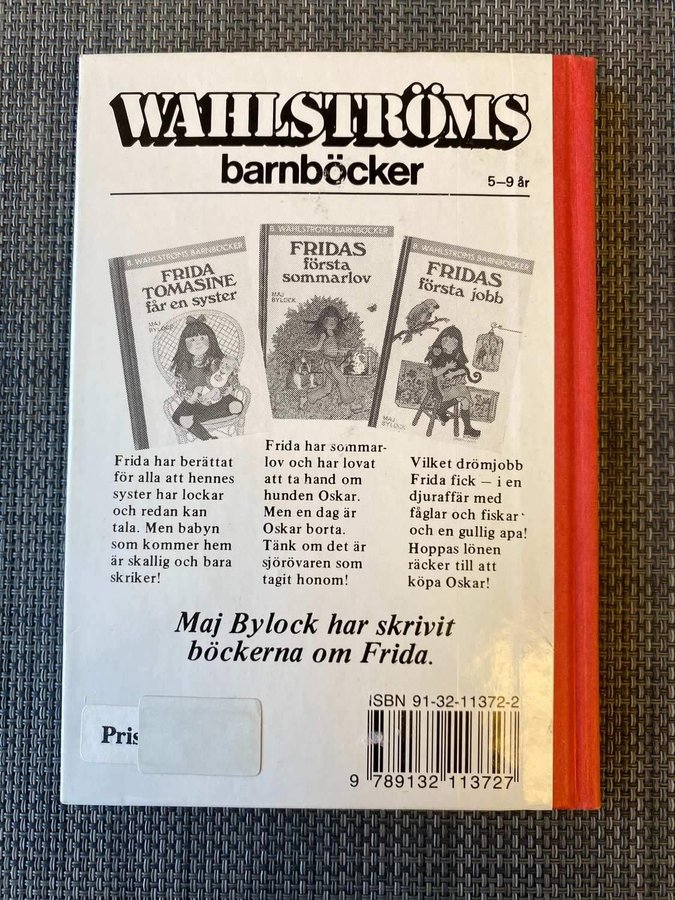 WAHLSTRÖMS
barnböcker
5–9 år
B. WAHLSTRÖMS BARNBÖCKER
FRIDA
TOMASINE
får en syster
MAJ
BYLOCK
B. WAHLSTRÖMS BARNBÖCKER
FRIDAS
första
sommarlov
MAJ
BYLOCK
B. WAHLSTRÖMS BARNBÖCKER
FRIDAS
första jobb
MAJ
BYLOCK
Frida har berättat
för alla att hennes
syster har lockar
och redan kan
tala. Men babyn
som kommer hem
är skallig och bara
skriker!
Frida har sommar-
lov och har lovat
att ta hand om
hunden Oskar.
Men en dag är
Oskar borta.
Tänk om det är
sjörövaren som
tagit honom!
Vilket drömjobb
Frida fick — i en
djuraffär med
fåglar och fiskar
och en gullig apa!
Hoppas lönen
räcker till att
köpa Oskar!
Maj Bylock har skrivit
böckerna om Frida.
Pris
ISBN 91-32-11372-2
9 789132 113727